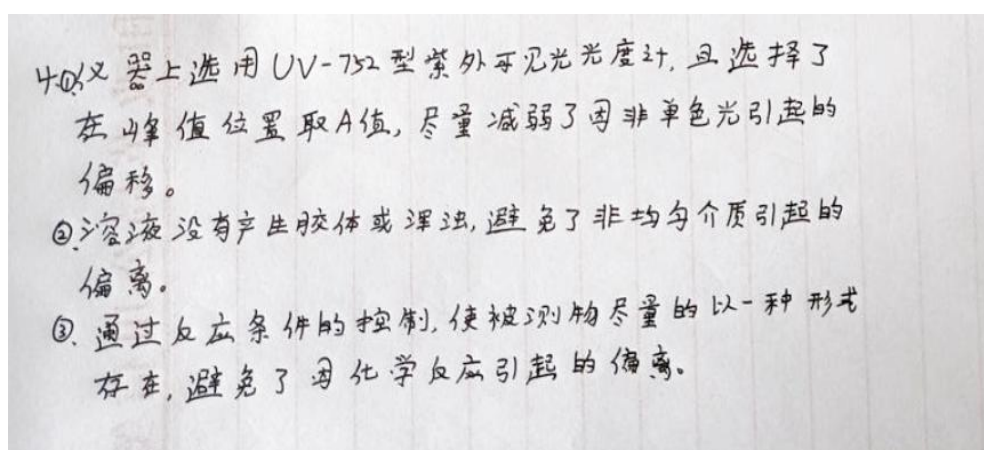 4.①仪器上选用UV-752型紫外可见光光度计,且选择了
在峰值位置取A值,尽量减弱了因非单色光引起的
偏移。
②.溶液没有产生胶体或浑浊,避免了非均匀介质引起的
偏离。
③.通过反应条件的控制,使被测物尽量的以一种形式
存在,避免了因化学反应引起的偏离。